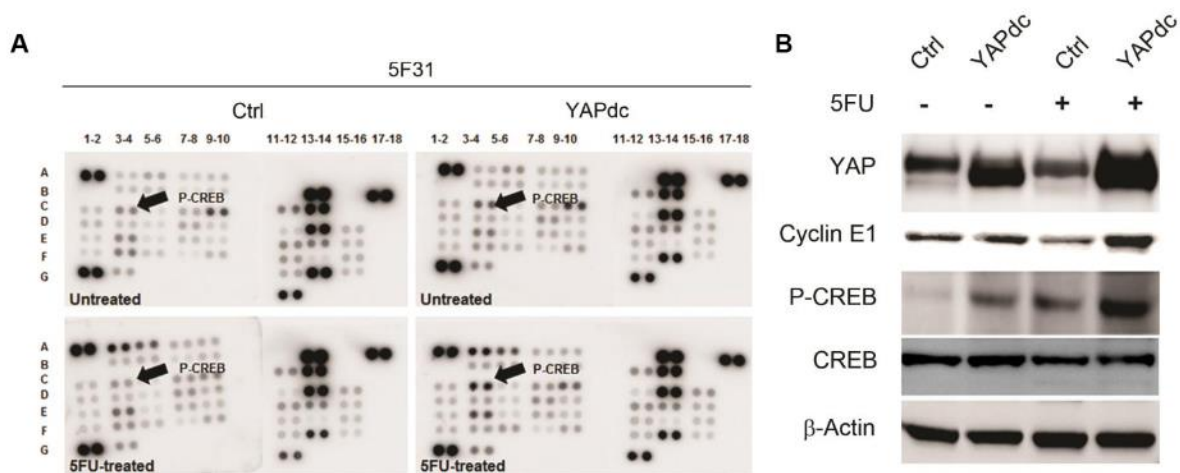 A
5F31
Ctrl
YAPdc
1-2 3-4 5-6 7-8 9-10 11-12 13-14 15-16 17-18
1-2 3-4 5-6 7-8 9-10 11-12 13-14 15-16 17-18
A
B
C
D
E
F
G
P-CREB
Untreated
P-CREB
Untreated
A
B
C
D
E
F
G
P-CREB
5FU-treated
P-CREB
5FU-treated
B
Ctrl YAPdc Ctrl YAPdc
5FU - - + +
YAP
Cyclin E1
P-CREB
CREB
β-Actin